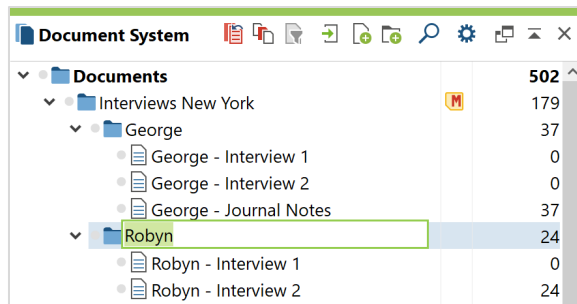 Document System
Documents 502
Interviews New York M 179
George 37
George - Interview 1 0
George - Interview 2 0
George - Journal Notes 37
Robyn 24
Robyn - Interview 1 0
Robyn - Interview 2 24